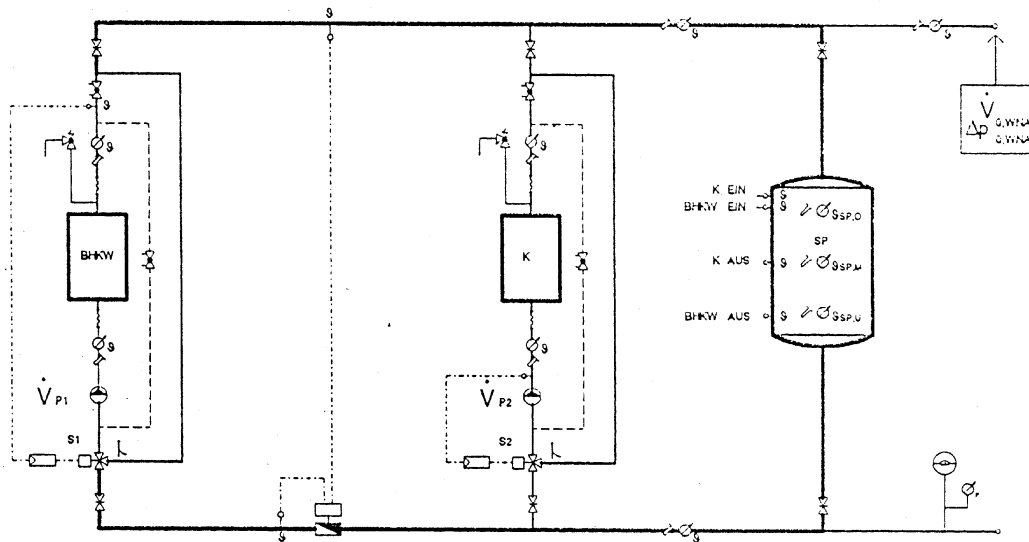 ϑ
ϑ
ϑ
ϑ
V̇ G,WNA
Δp G,WNA
ϑ
ϑ
K EIN
ϑ
BHKW EIN
ϑ
ϑSP,O
BHKW
K
SP
K AUS
ϑ
ϑSP,M
BHKW AUS
ϑ
ϑSP,U
ϑ
ϑ
V̇ P1
V̇ P2
S1
S2
P
ϑ
ϑ